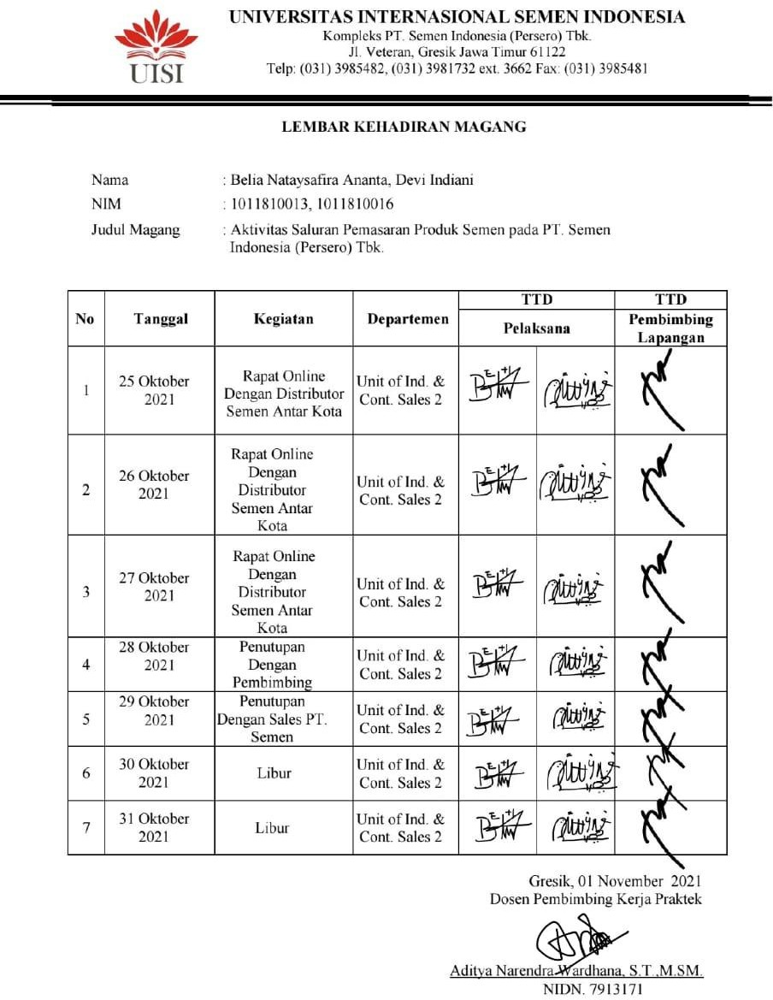 UNIVERSITAS INTERNASIONAL SEMEN INDONESIA
Kompleks PT. Semen Indonesia (Persero) Tbk.
Jl. Veteran, Gresik Jawa Timur 61122
Telp: (031) 3985482, (031) 3981732 ext. 3662 Fax: (031) 3985481
UISI
LEMBAR KEHADIRAN MAGANG
Nama : Belia Nataysafira Ananta, Devi Indiani
NIM : 1011810013, 1011810016
Judul Magang : Aktivitas Saluran Pemasaran Produk Semen pada PT. Semen
Indonesia (Persero) Tbk.
No Tanggal Kegiatan Departemen TTD TTD
Pelaksana Pembimbing
Lapangan
1 25 Oktober
2021
Rapat Online
Dengan Distributor
Semen Antar Kota
Unit of Ind. &
Cont. Sales 2
2 26 Oktober
2021
Rapat Online
Dengan
Distributor
Semen Antar
Kota
Unit of Ind. &
Cont. Sales 2
3 27 Oktober
2021
Rapat Online
Dengan
Distributor
Semen Antar
Kota
Unit of Ind. &
Cont. Sales 2
4 28 Oktober
2021
Penutupan
Dengan
Pembimbing
Unit of Ind. &
Cont. Sales 2
5 29 Oktober
2021
Penutupan
Dengan Sales PT.
Semen
Unit of Ind. &
Cont. Sales 2
6 30 Oktober
2021
Libur
Unit of Ind. &
Cont. Sales 2
7 31 Oktober
2021
Libur
Unit of Ind. &
Cont. Sales 2
Gresik, 01 November 2021
Dosen Pembimbing Kerja Praktek
Aditya Narendra Wardhana, S.T.,M.SM.
NIDN. 7913171